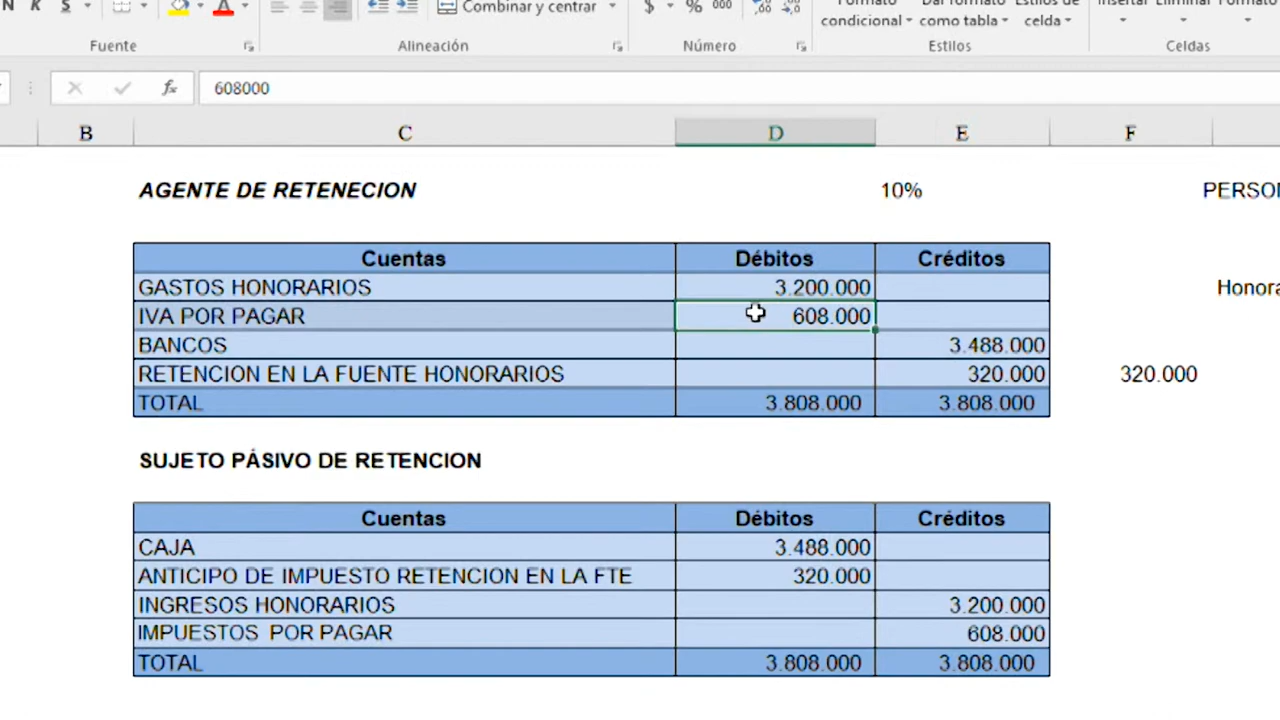 N K S A $ % 000
Combinar y centrar
Formato Dar formato Estilos de Insertar Eliminar Formato
condicional como tabla celda
Fuente Alineación Número Estilos Celdas
fx 608000
B C D E F
AGENTE DE RETENECION 10% PERSON
Cuentas Débitos Créditos
GASTOS HONORARIOS 3.200.000 Honora
IVA POR PAGAR 608.000
BANCOS 3.488.000
RETENCION EN LA FUENTE HONORARIOS 320.000 320.000
TOTAL 3.808.000 3.808.000
SUJETO PÁSIVO DE RETENCION
Cuentas Débitos Créditos
CAJA 3.488.000
ANTICIPO DE IMPUESTO RETENCION EN LA FTE 320.000
INGRESOS HONORARIOS 3.200.000
IMPUESTOS POR PAGAR 608.000
TOTAL 3.808.000 3.808.000